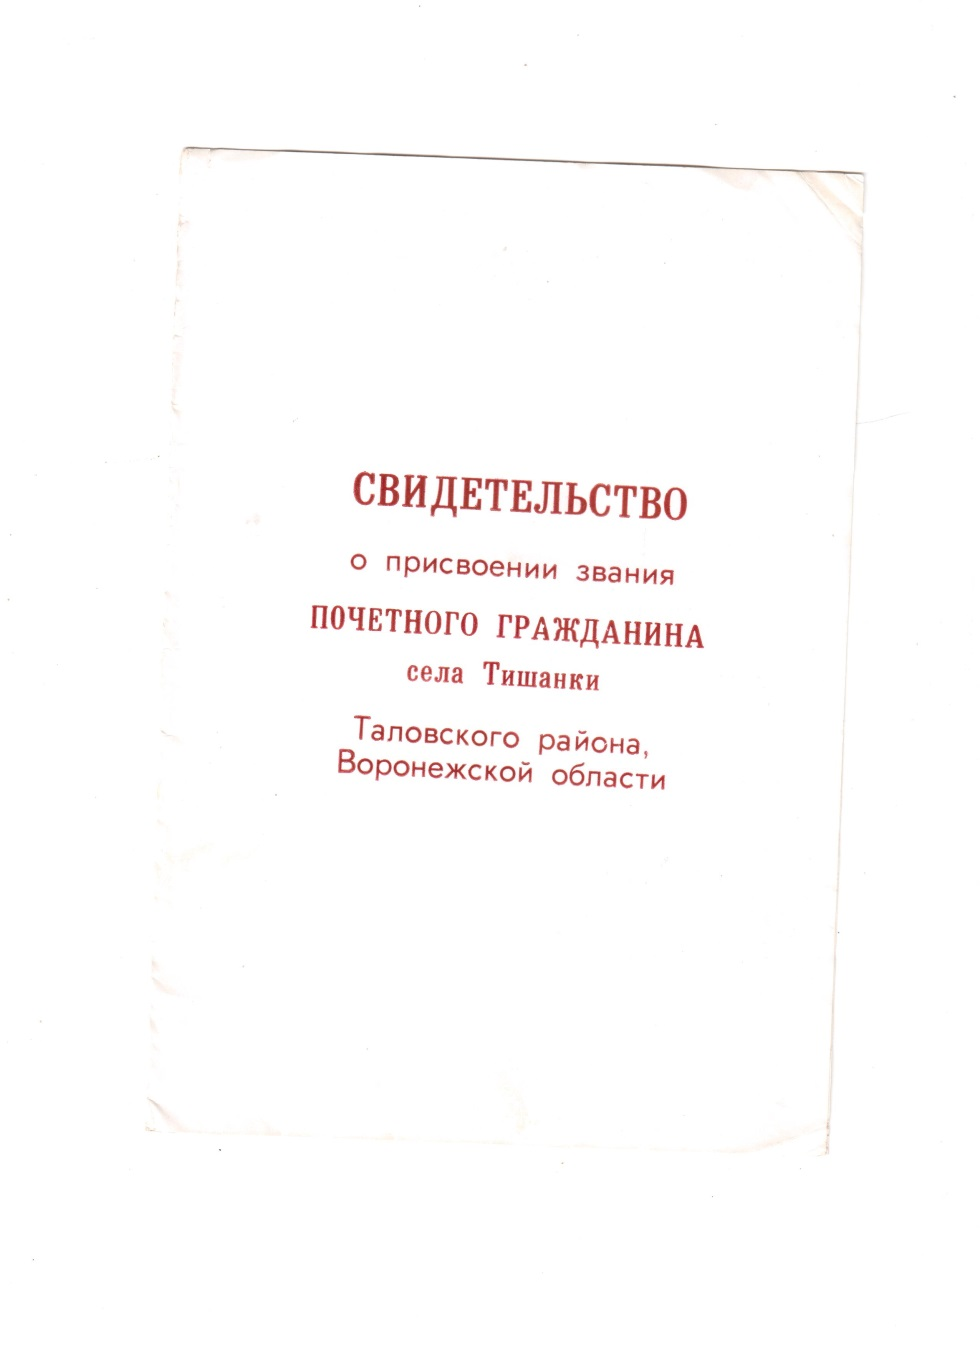 СВИДЕТЕЛЬСТВО
о присвоении звания
ПОЧЕТНОГО ГРАЖДАНИНА
села Тишанки
Таловского района,
Воронежской области